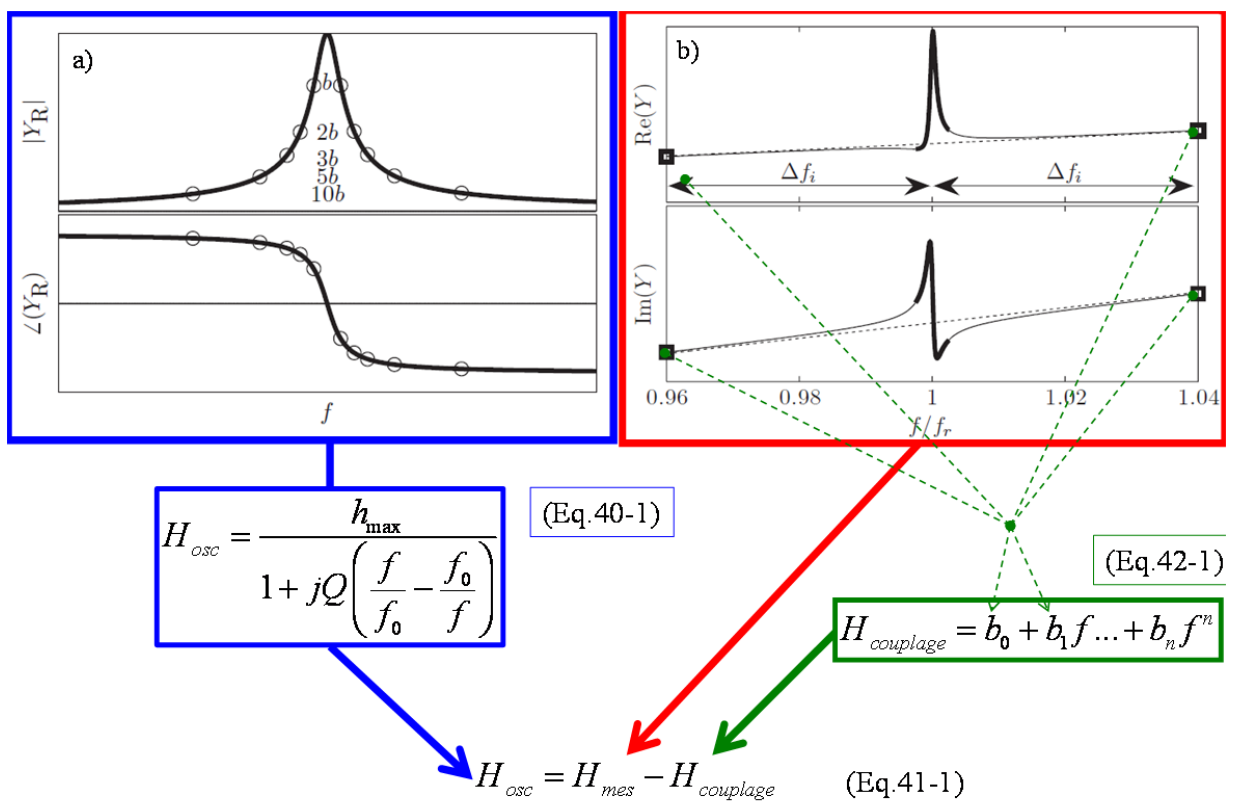 a)
|Y_R|
b
2b
3b
5b
10b
∠(Y_R)
f
b)
Re(Y)
Δf_i
Δf_i
Im(Y)
0.96
0.98
1
1.02
1.04
f/f_r
H_osc = h_max / (1 + jQ(f/f_0 − f_0/f))
(Eq.40-1)
(Eq.42-1)
H_couplage = b_0 + b_1 f... + b_n f^n
H_osc = H_mes − H_couplage
(Eq.41-1)